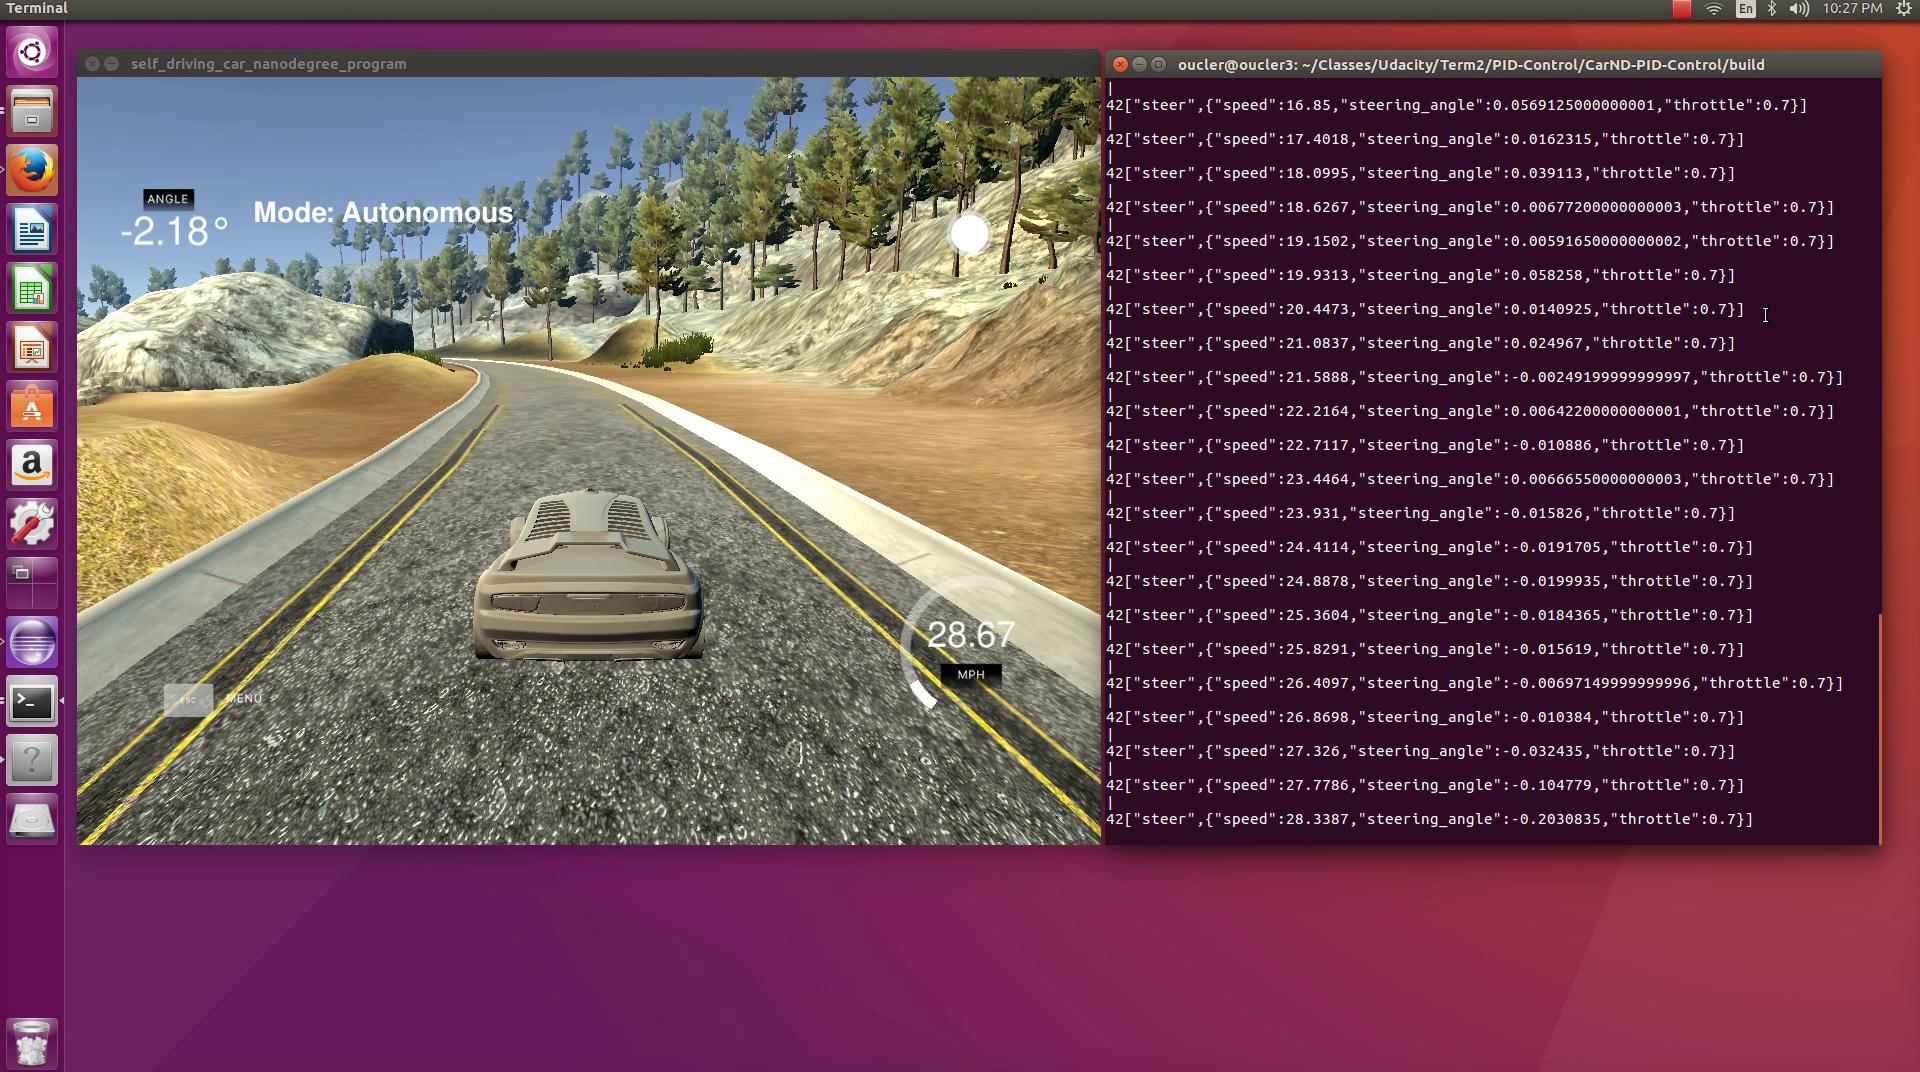 Terminal
En
10:27 PM
self_driving_car_nanodegree_program
ANGLE
-2.18°
Mode: Autonomous
28.67
MPH
ESC
MENU
oucler@oucler3: ~/Classes/Udacity/Term2/PID-Control/CarND-PID-Control/build
|
42["steer",{"speed":16.85,"steering_angle":0.0569125000000001,"throttle":0.7}]
|
42["steer",{"speed":17.4018,"steering_angle":0.0162315,"throttle":0.7}]
|
42["steer",{"speed":18.0995,"steering_angle":0.039113,"throttle":0.7}]
|
42["steer",{"speed":18.6267,"steering_angle":0.00677200000000003,"throttle":0.7}]
|
42["steer",{"speed":19.1502,"steering_angle":0.00591650000000002,"throttle":0.7}]
|
42["steer",{"speed":19.9313,"steering_angle":0.058258,"throttle":0.7}]
|
42["steer",{"speed":20.4473,"steering_angle":0.0140925,"throttle":0.7}]
|
42["steer",{"speed":21.0837,"steering_angle":0.024967,"throttle":0.7}]
|
42["steer",{"speed":21.5888,"steering_angle":-0.00249199999999997,"throttle":0.7}]
|
42["steer",{"speed":22.2164,"steering_angle":0.00642200000000001,"throttle":0.7}]
|
42["steer",{"speed":22.7117,"steering_angle":-0.010886,"throttle":0.7}]
|
42["steer",{"speed":23.4464,"steering_angle":0.00666550000000003,"throttle":0.7}]
|
42["steer",{"speed":23.931,"steering_angle":-0.015826,"throttle":0.7}]
|
42["steer",{"speed":24.4114,"steering_angle":-0.0191705,"throttle":0.7}]
|
42["steer",{"speed":24.8878,"steering_angle":-0.0199935,"throttle":0.7}]
|
42["steer",{"speed":25.3604,"steering_angle":-0.0184365,"throttle":0.7}]
|
42["steer",{"speed":25.8291,"steering_angle":-0.015619,"throttle":0.7}]
|
42["steer",{"speed":26.4097,"steering_angle":-0.00697149999999996,"throttle":0.7}]
|
42["steer",{"speed":26.8698,"steering_angle":-0.010384,"throttle":0.7}]
|
42["steer",{"speed":27.326,"steering_angle":-0.032435,"throttle":0.7}]
|
42["steer",{"speed":27.7786,"steering_angle":-0.104779,"throttle":0.7}]
|
42["steer",{"speed":28.3387,"steering_angle":-0.2030835,"throttle":0.7}]